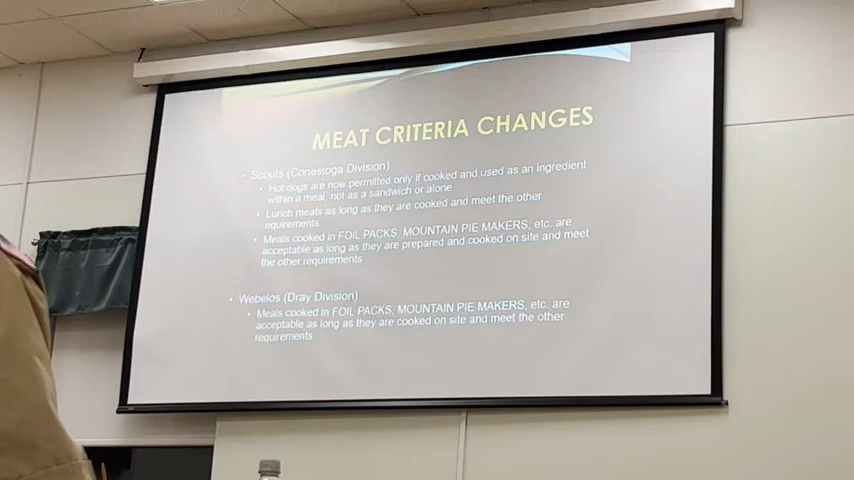 MEAT CRITERIA CHANGES
• Scouts (Conestoga Division)
• Hot dogs are now permitted only if cooked and used as an ingredient
within a meal, not as a sandwich or alone
• Lunch meats as long as they are cooked and meet the other
requirements
• Meals cooked in FOIL PACKS, MOUNTAIN PIE MAKERS, etc. are
acceptable as long as they are prepared and cooked on site and meet
the other requirements
• Webelos (Dray Division)
• Meals cooked in FOIL PACKS, MOUNTAIN PIE MAKERS, etc. are
acceptable as long as they are cooked on site and meet the other
requirements